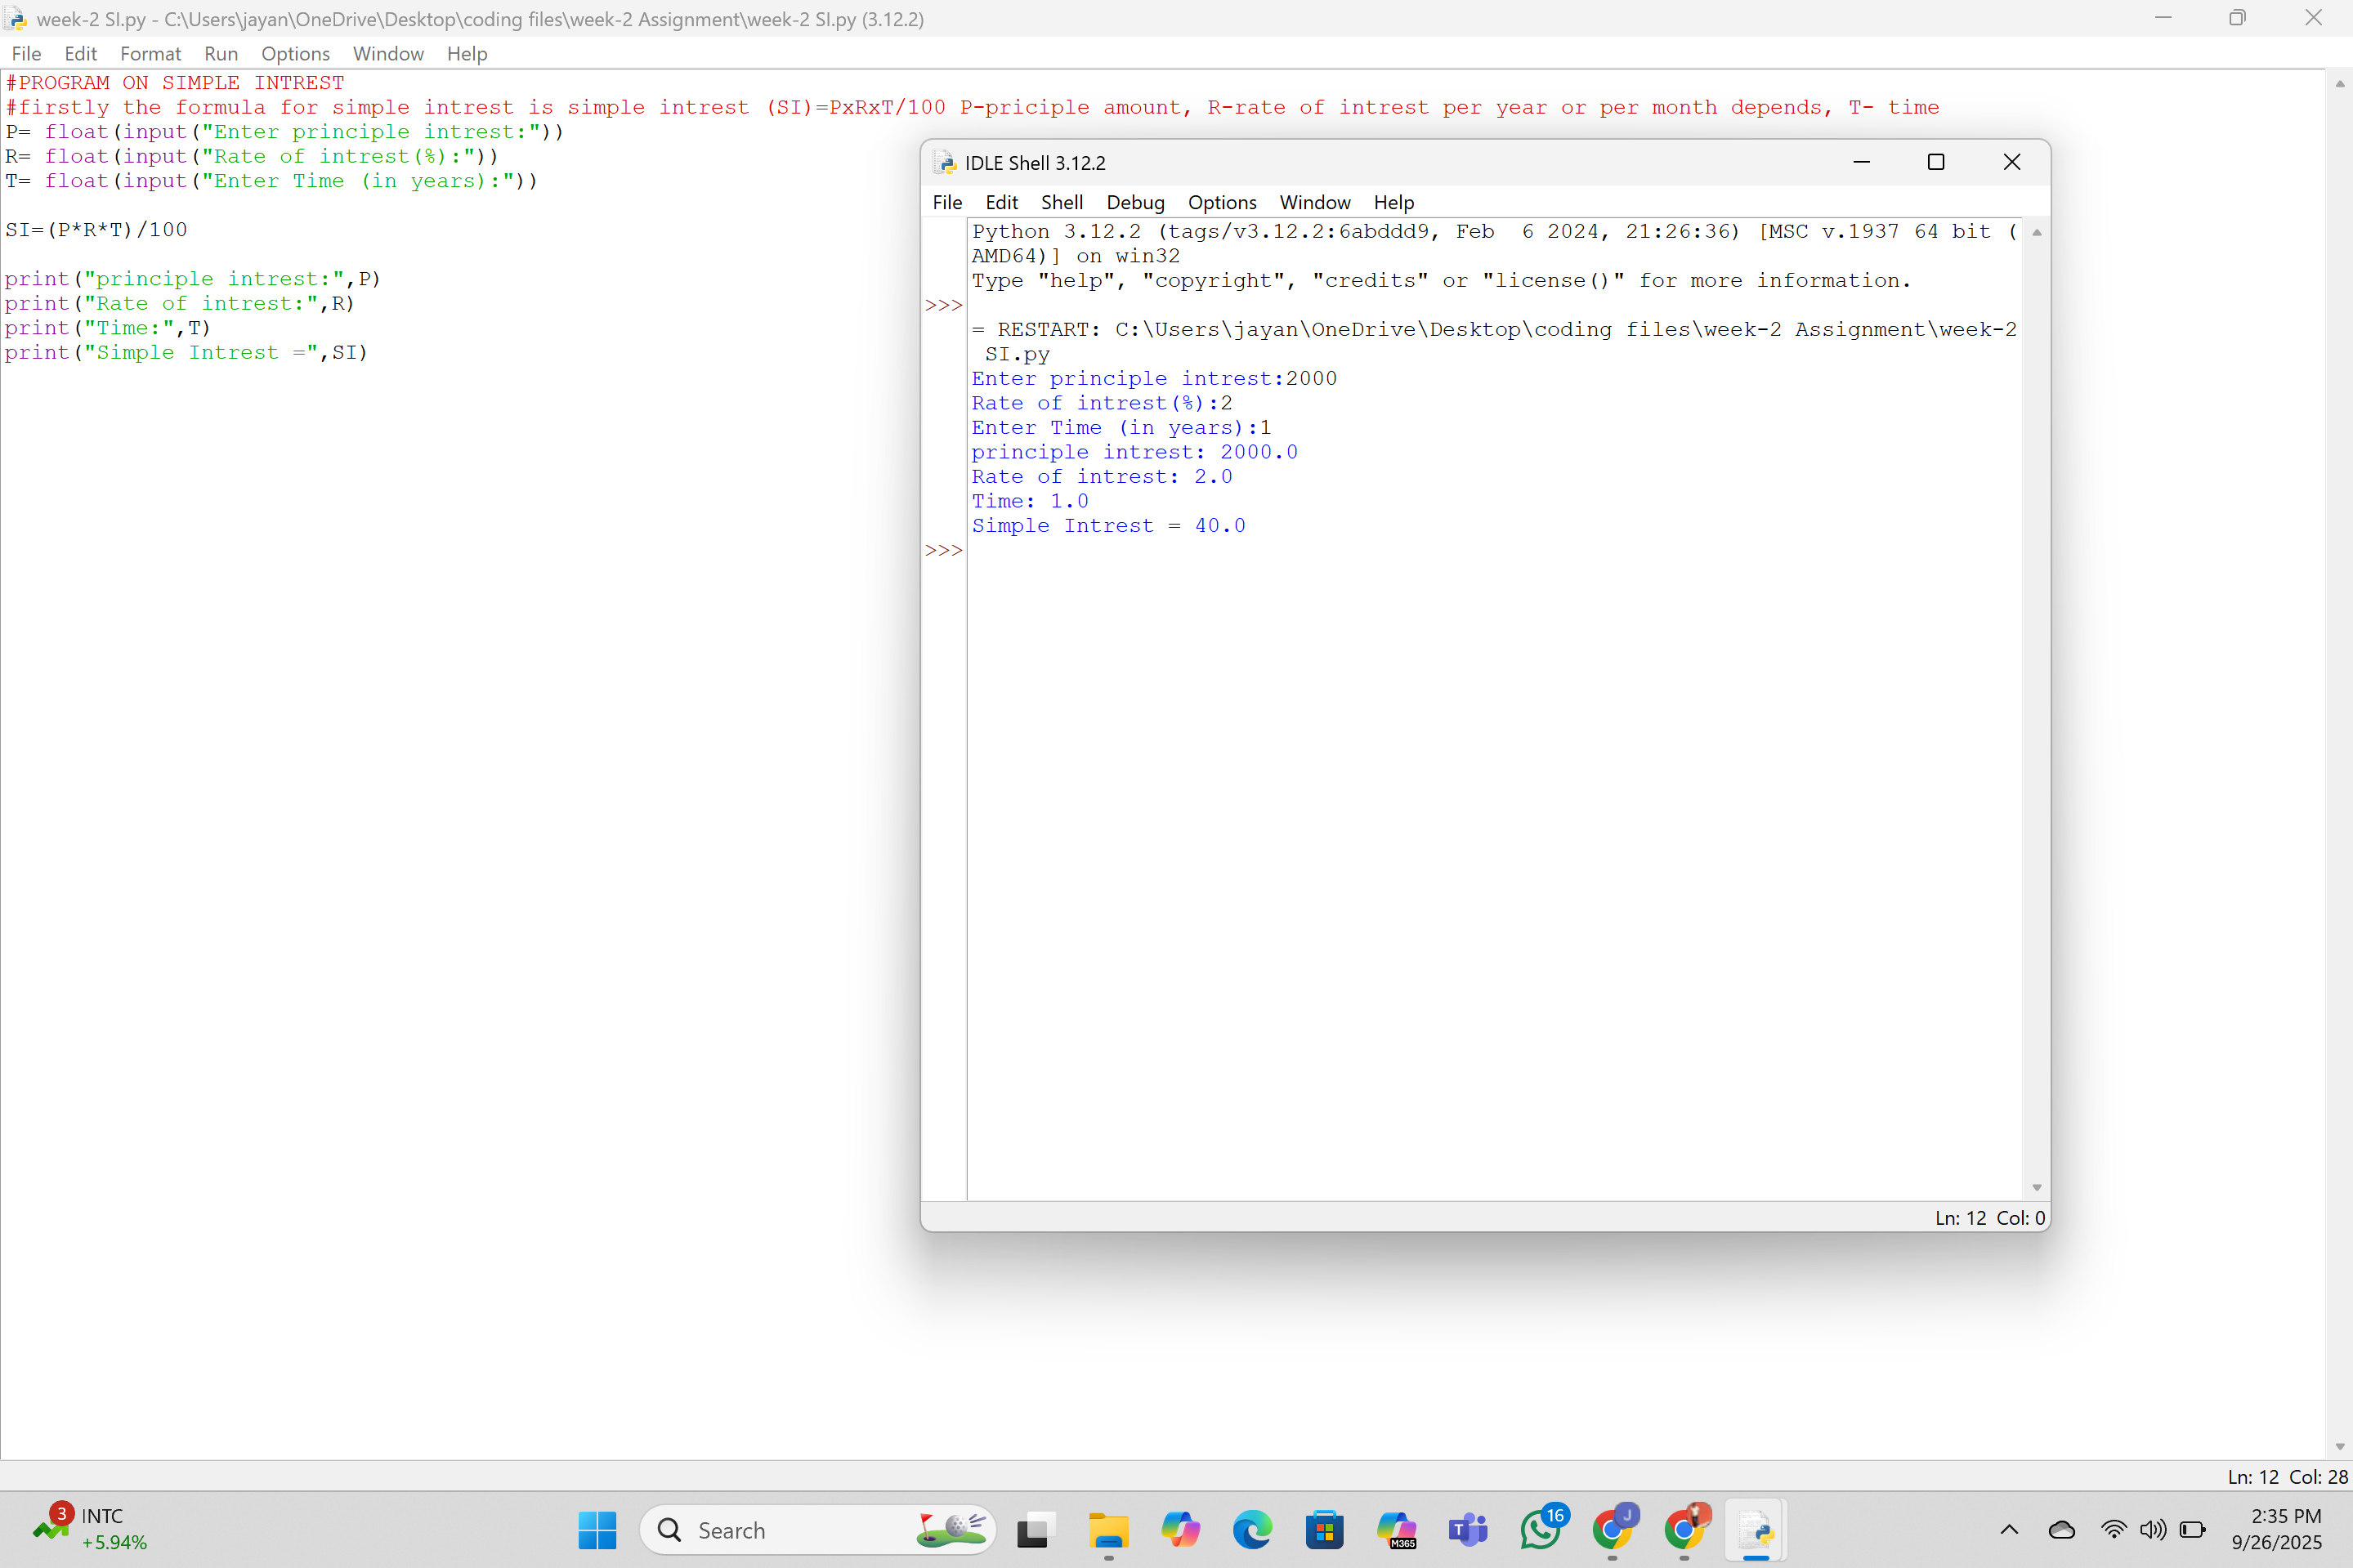 week-2 SI.py - C:\Users\jayan\OneDrive\Desktop\coding files\week-2 Assignment\week-2 SI.py (3.12.2)
File Edit Format Run Options Window Help
#PROGRAM ON SIMPLE INTREST
#firstly the formula for simple intrest is simple intrest (SI)=PxRxT/100 P-priciple amount, R-rate of intrest per year or per month depends, T- time
P= float(input("Enter principle intrest:"))
R= float(input("Rate of intrest(%):"))
T= float(input("Enter Time (in years):"))
SI=(P*R*T)/100
print("principle intrest:",P)
print("Rate of intrest:",R)
print("Time:",T)
print("Simple Intrest =",SI)
IDLE Shell 3.12.2
File Edit Shell Debug Options Window Help
Python 3.12.2 (tags/v3.12.2:6abddd9, Feb  6 2024, 21:26:36) [MSC v.1937 64 bit (
AMD64)] on win32
Type "help", "copyright", "credits" or "license()" for more information.
>>>
= RESTART: C:\Users\jayan\OneDrive\Desktop\coding files\week-2 Assignment\week-2
SI.py
Enter principle intrest:2000
Rate of intrest(%):2
Enter Time (in years):1
principle intrest: 2000.0
Rate of intrest: 2.0
Time: 1.0
Simple Intrest = 40.0
>>>
Ln: 12 Col: 0
Ln: 12 Col: 28
3
INTC
+5.94%
Search
M365
T
16
J
2:35 PM
9/26/2025